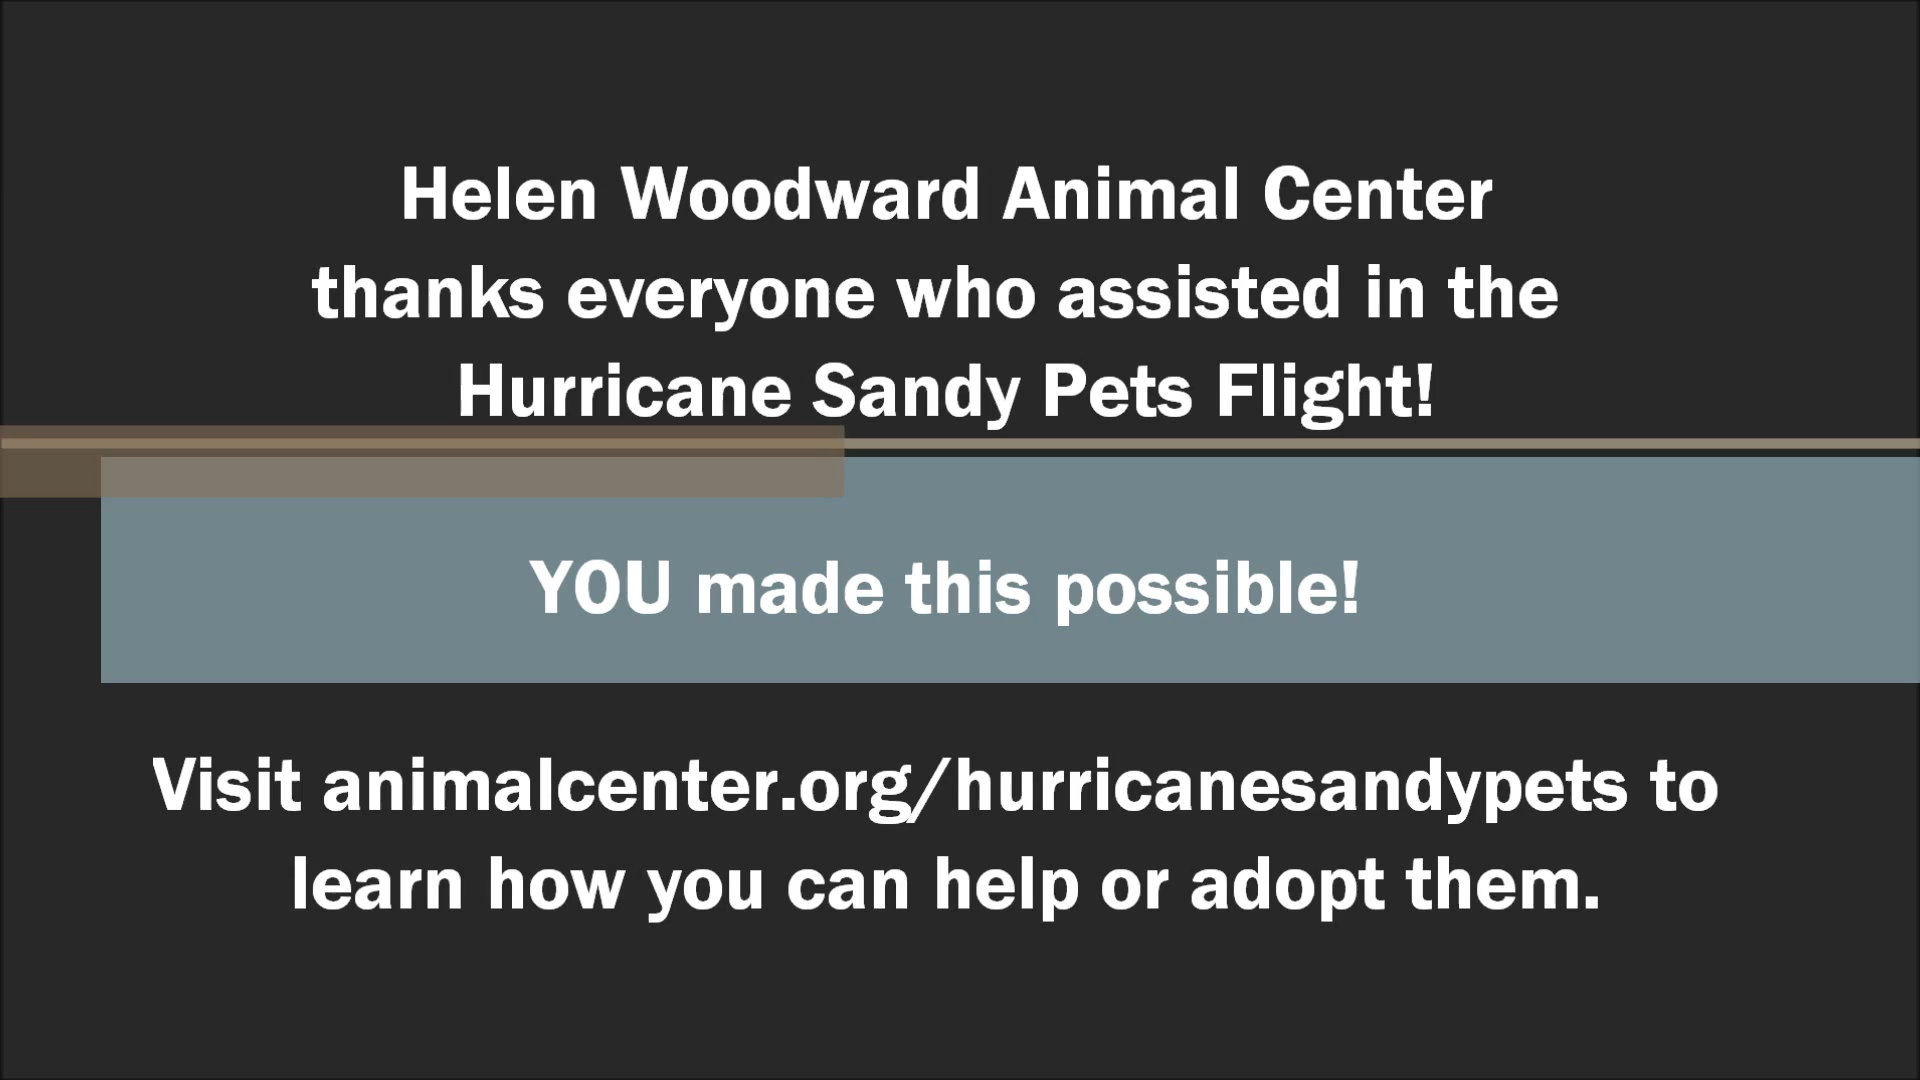 Helen Woodward Animal Center
thanks everyone who assisted in the
Hurricane Sandy Pets Flight!
YOU made this possible!
Visit animalcenter.org/hurricanesandypets to
learn how you can help or adopt them.